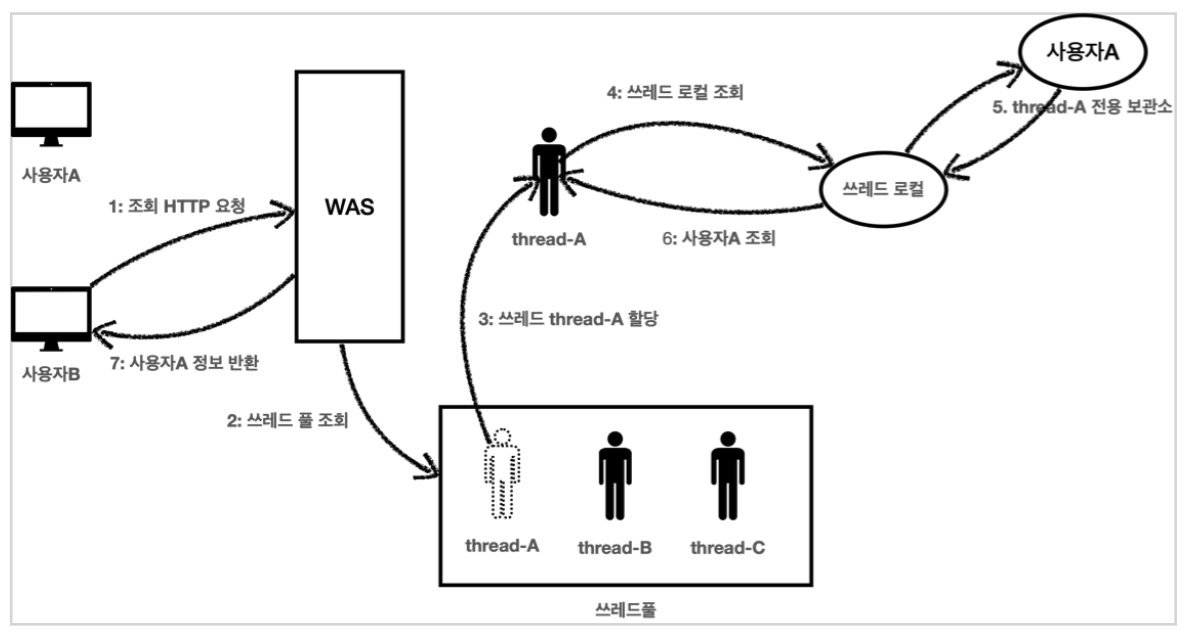 사용자A
4: 쓰레드 로컬 조회
5. thread-A 전용 보관소
사용자A
1: 조회 HTTP 요청
WAS
쓰레드 로컬
thread-A
6: 사용자A 조회
3: 쓰레드 thread-A 할당
7: 사용자A 정보 반환
사용자B
2: 쓰레드 풀 조회
thread-A
thread-B
thread-C
쓰레드풀